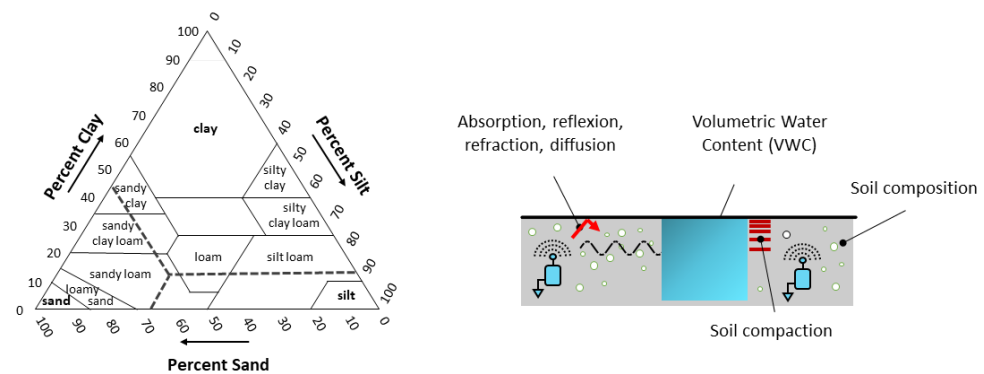 100
90
80
70
60
50
40
30
20
10
0
Percent Clay
0
10
20
30
40
50
60
70
80
90
100
Percent Silt
clay
silty
clay
sandy
clay
silty
clay loam
sandy
clay loam
loam
silt loam
sandy loam
loamy
sand
sand
silt
100
90
80
70
60
50
40
30
20
10
0
Percent Sand
Absorption, reflexion,
refraction, diffusion
Volumetric Water
Content (VWC)
Soil composition
Soil compaction